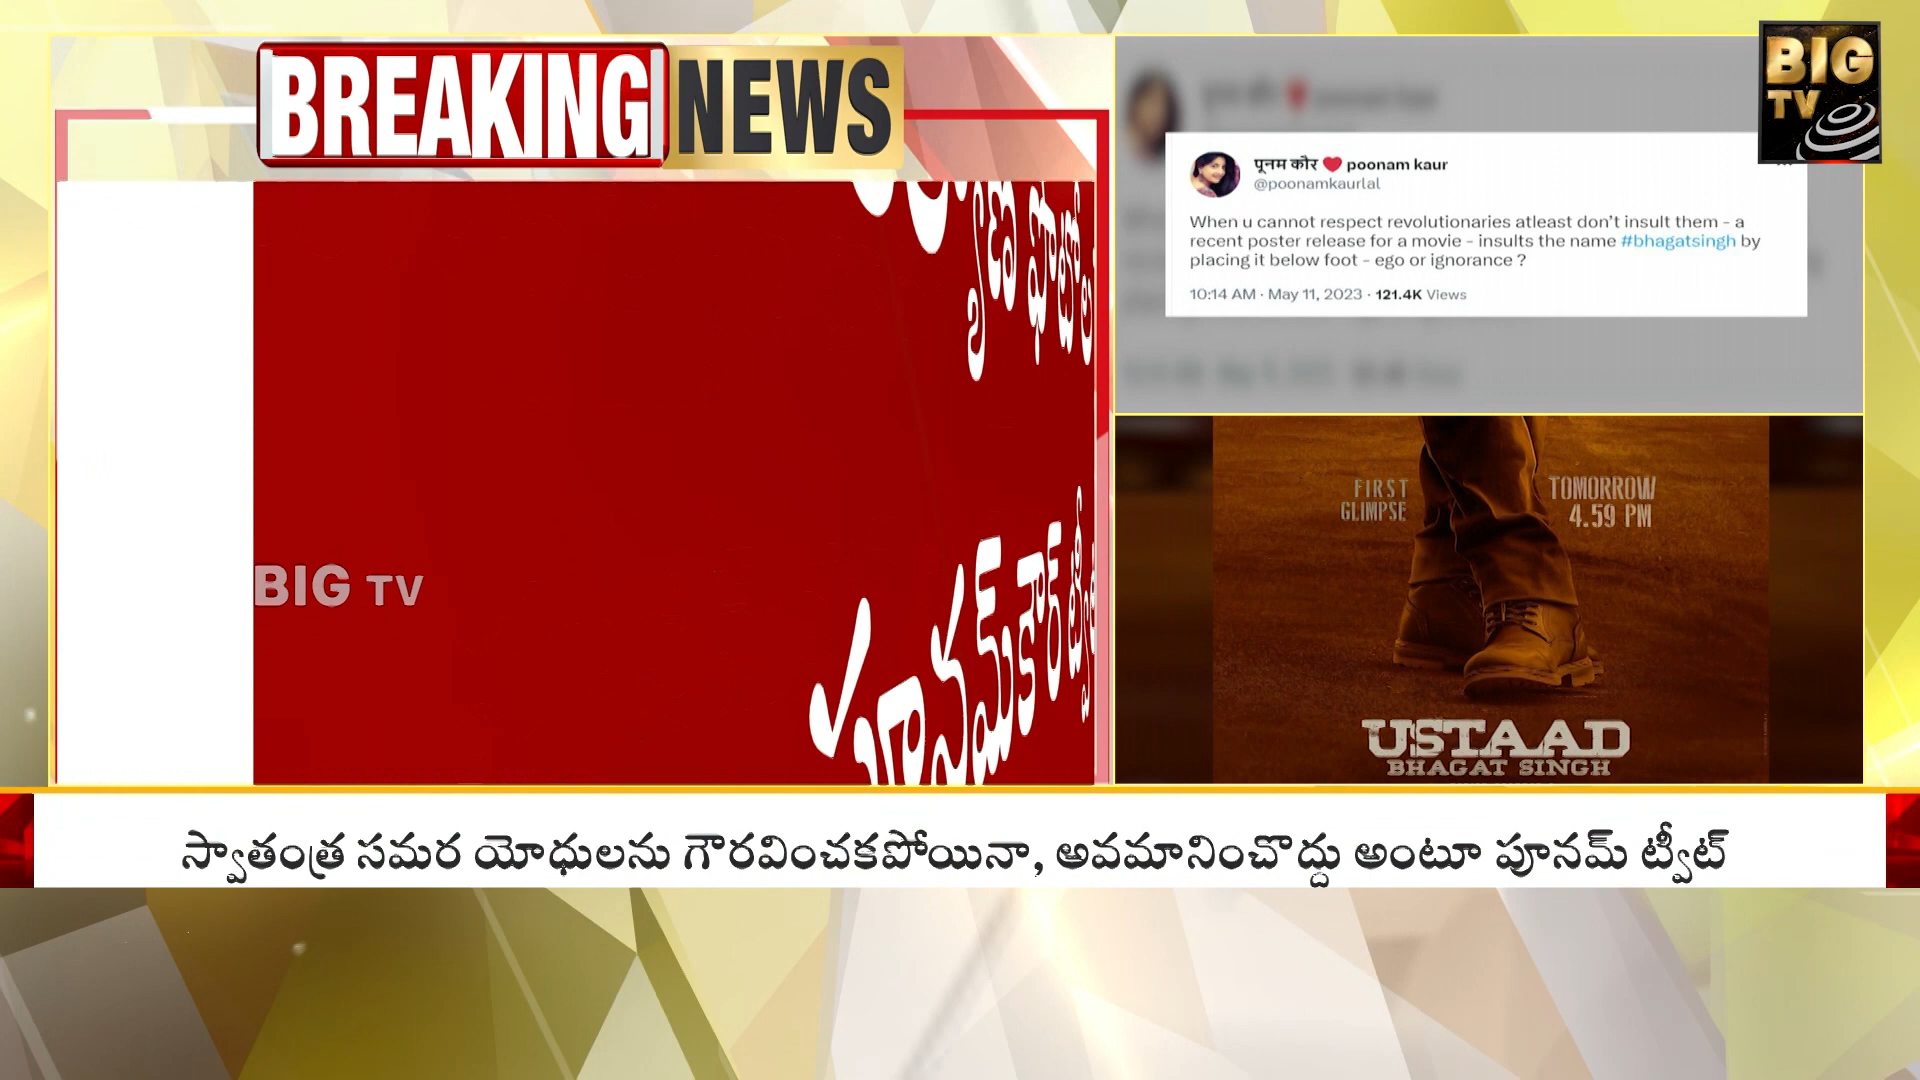 BREAKING NEWS
BIG TV
पूनम कौर ❤️ poonam kaur
@poonamkaurlal
When u cannot respect revolutionaries atleast don't insult them - a
recent poster release for a movie - insults the name #bhagatsingh by
placing it below foot - ego or ignorance ?
10:14 AM · May 11, 2023 · 121.4K Views
BIG TV
పూనమ్ కౌర్
FIRST
GLIMPSE
TOMORROW
4.59 PM
USTAAD
BHAGAT SINGH
స్వాతంత్ర సమర యోధులను గౌరవించకపోయినా, అవమానించొద్దు అంటూ పూనమ్ ట్వీట్